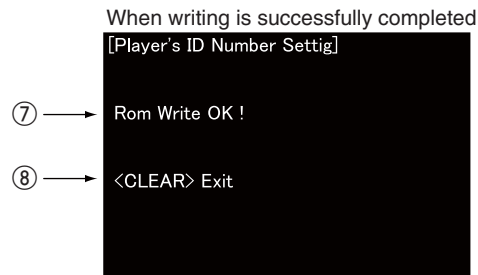 When writing is successfully completed
[Player's ID Number Settig]
⑦ Rom Write OK !
⑧ <CLEAR> Exit